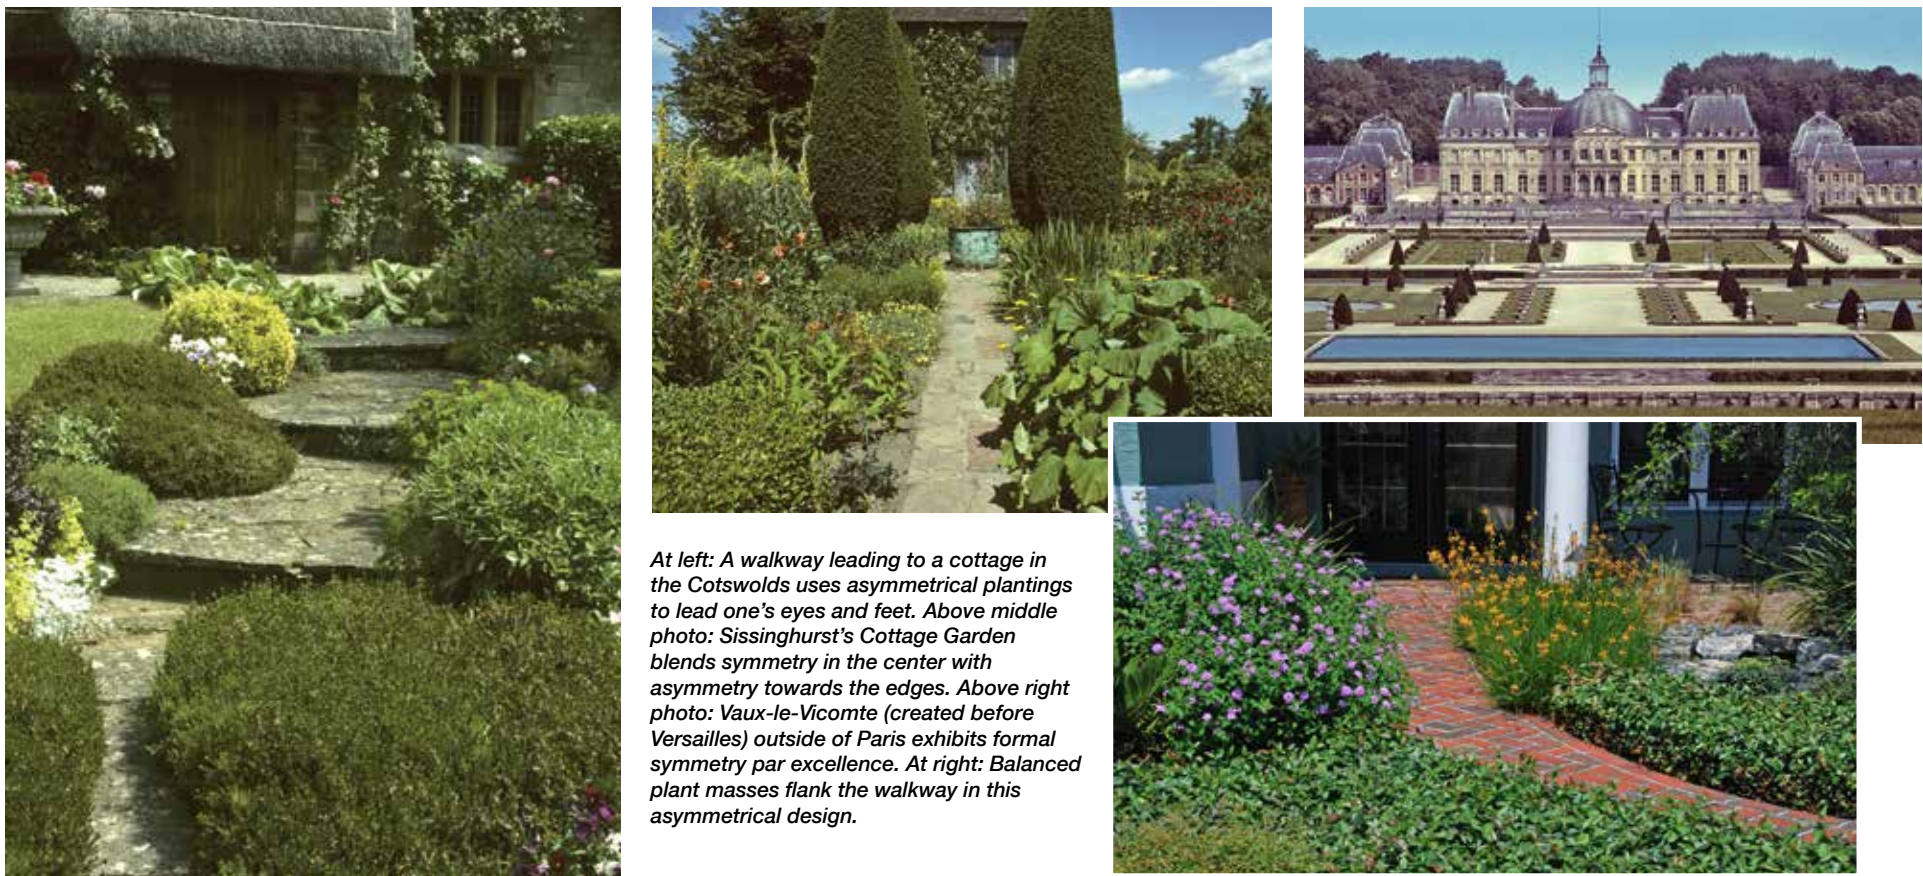 At left: A walkway leading to a cottage in
the Cotswolds uses asymmetrical plantings
to lead one’s eyes and feet. Above middle
photo: Sissinghurst’s Cottage Garden
blends symmetry in the center with
asymmetry towards the edges. Above right
photo: Vaux-le-Vicomte (created before
Versailles) outside of Paris exhibits formal
symmetry par excellence. At right: Balanced
plant masses flank the walkway in this
asymmetrical design.